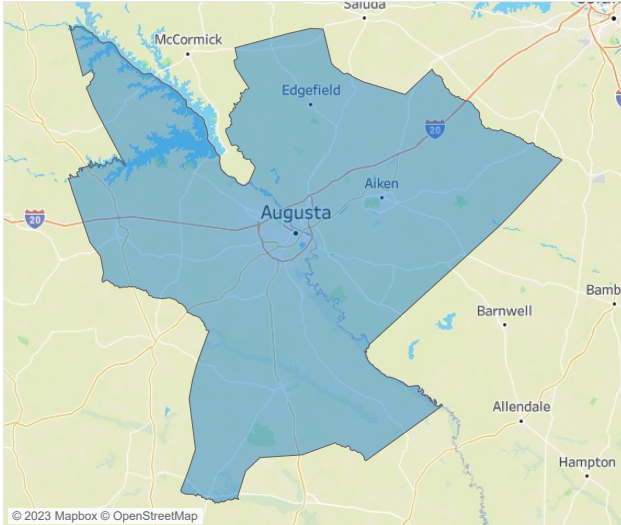 Saluda
McCormick
Edgefield
20
Aiken
Augusta
20
Bamb
Barnwell
Allendale
Hampton
© 2023 Mapbox © OpenStreetMap